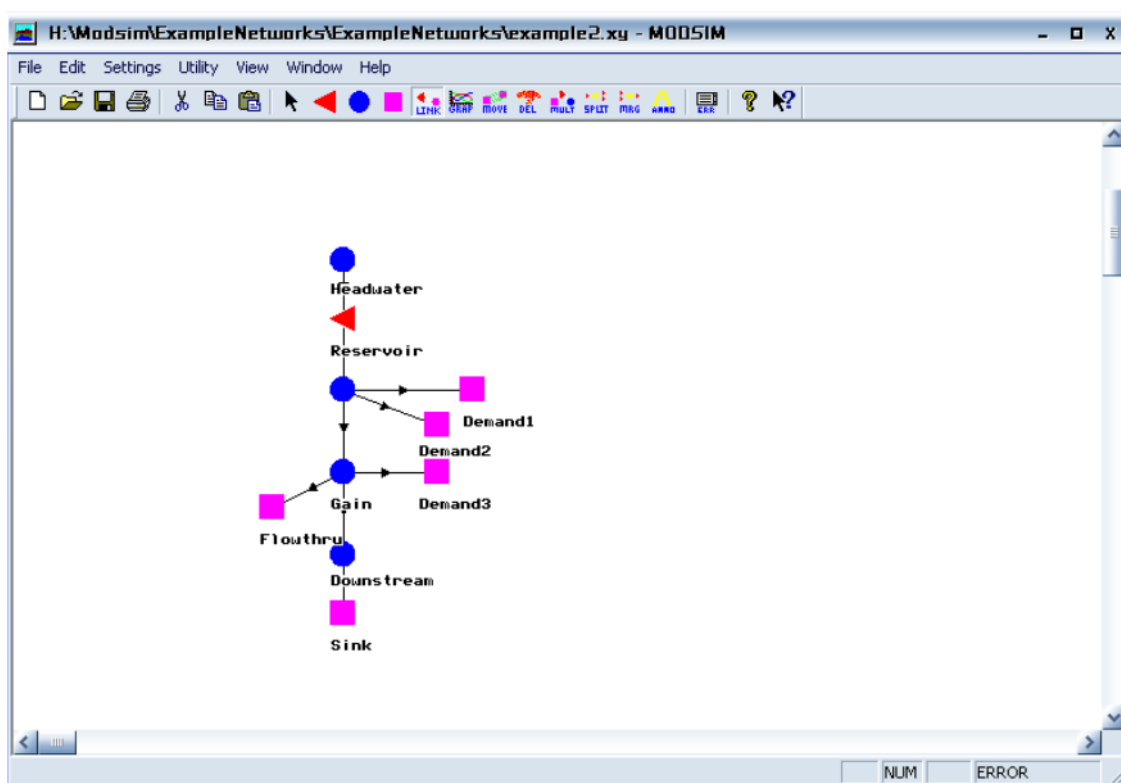 H:\Modsim\ExampleNetworks\ExampleNetworks\example2.xy - MODSIM
File Edit Settings Utility View Window Help
LINK GRAP MOVE DEL MULT SPLIT MRG ANNO ERR
Headwater
Reservoir
Demand1
Demand2
Gain Demand3
Flowthru
Downstream
Sink
NUM ERROR